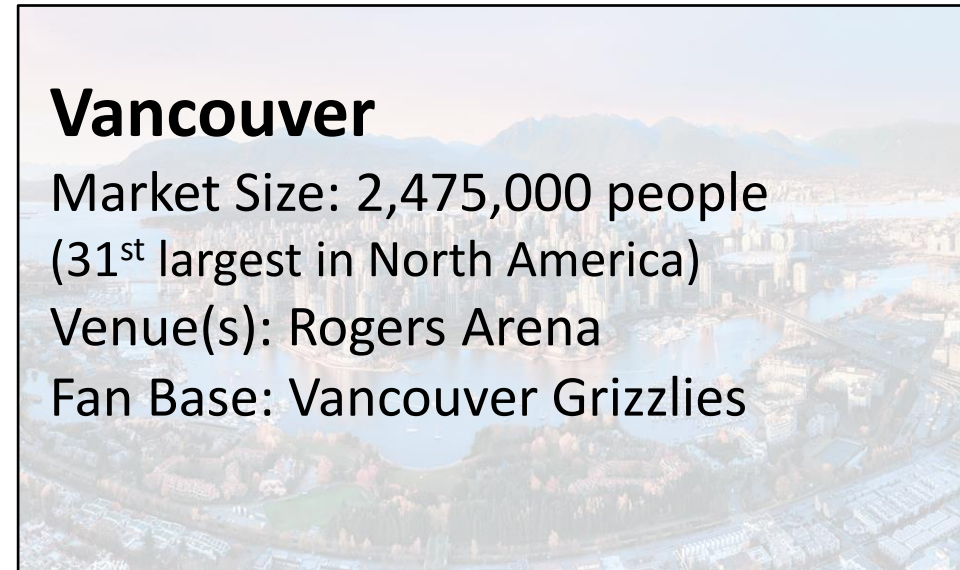 Vancouver
Market Size: 2,475,000 people
(31st largest in North America)
Venue(s): Rogers Arena
Fan Base: Vancouver Grizzlies